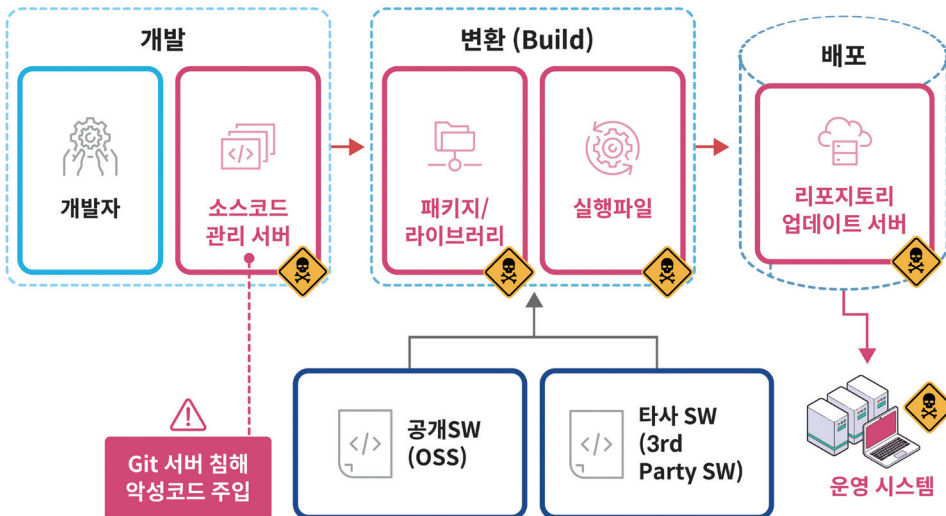 개발
변환 (Build)
배포
개발자
소스코드
관리 서버
패키지/
라이브러리
실행파일
리포지토리
업데이트 서버
Git 서버 침해
악성코드 주입
공개SW
(OSS)
타사 SW
(3rd
Party SW)
운영 시스템